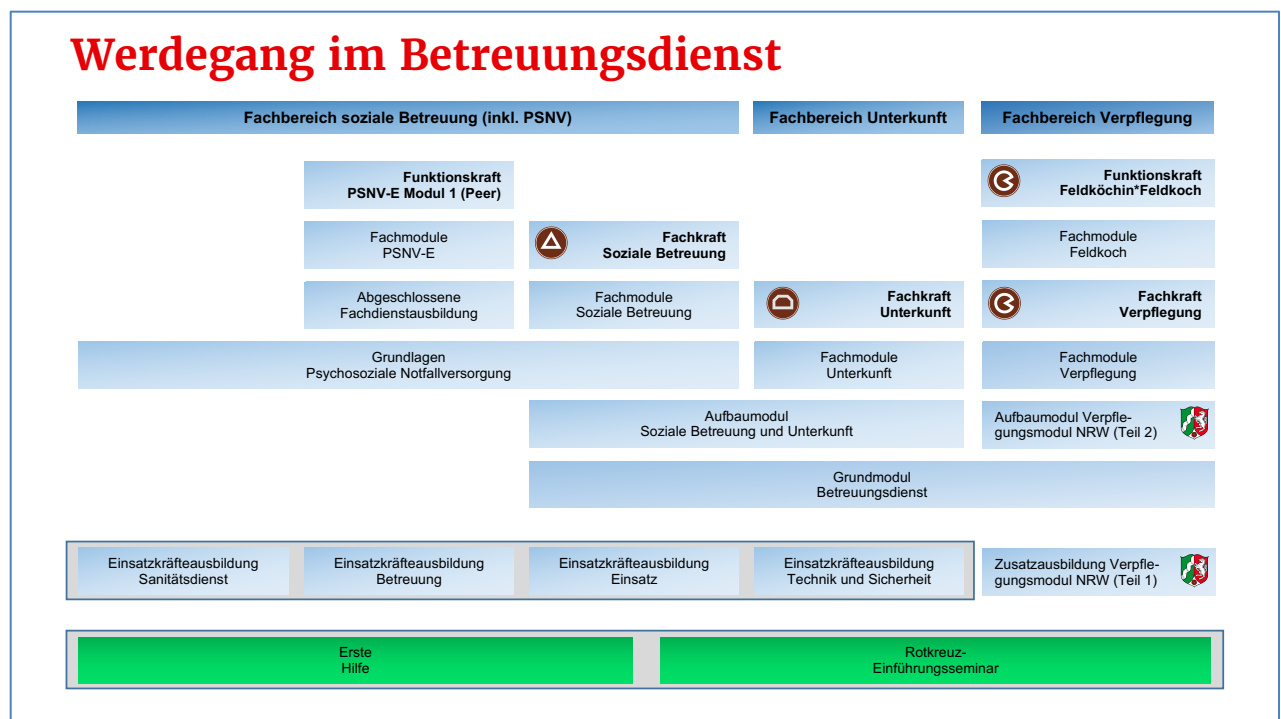 Werdegang im Betreuungsdienst
Fachbereich soziale Betreuung (inkl. PSNV)
Fachbereich Unterkunft
Fachbereich Verpflegung
Funktionskraft
PSNV-E Modul 1 (Peer)
Funktionskraft
Feldköchin*Feldkoch
Fachmodule
PSNV-E
Fachkraft
Soziale Betreuung
Fachmodule
Feldkoch
Abgeschlossene
Fachdienstausbildung
Fachmodule
Soziale Betreuung
Fachkraft
Unterkunft
Fachkraft
Verpflegung
Grundlagen
Psychosoziale Notfallversorgung
Fachmodule
Unterkunft
Fachmodule
Verpflegung
Aufbaumodul
Soziale Betreuung und Unterkunft
Aufbaumodul Verpfle-
gungsmodul NRW (Teil 2)
Grundmodul
Betreuungsdienst
Einsatzkräfteausbildung
Sanitätsdienst
Einsatzkräfteausbildung
Betreuung
Einsatzkräfteausbildung
Einsatz
Einsatzkräfteausbildung
Technik und Sicherheit
Zusatzausbildung Verpfle-
gungsmodul NRW (Teil 1)
Erste
Hilfe
Rotkreuz-
Einführungsseminar